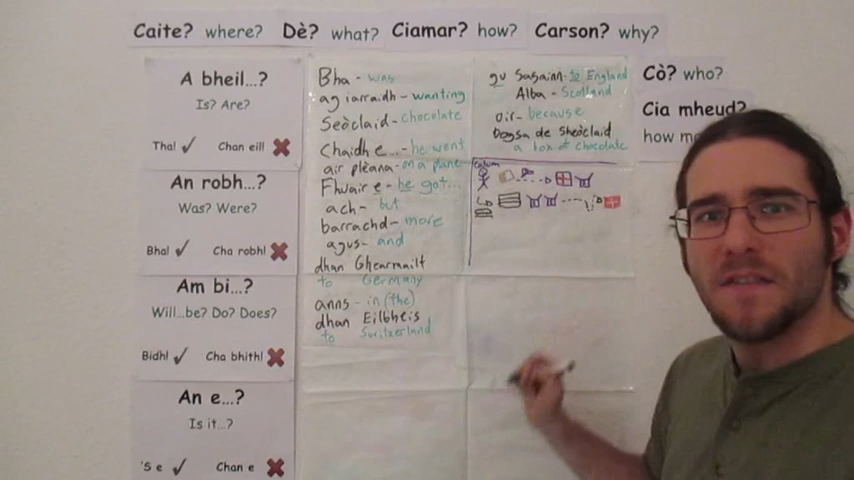 Caite? where? Dè? what? Ciamar? how? Carson? why?
A bheil...?
Is? Are?
Tha! Chan eil!
An robh...?
Was? Were?
Bha! Cha robh!
Am bi...?
Will...be? Do? Does?
Bidh! Cha bhith!
An e...?
Is it...?
'S e Chan e
Bha - was
ag iarraidh - wanting
Seòclaid - chocolate
Chaidh e... - he went
air plèana - on a plane
Fhuair e - he got...
ach - but
barrachd - more
agus - and
dhan Ghearmailt
to Germany
anns - in (the)
dhan Eilbheis
to Switzerland
gu Sasainn - to England
Alba - Scotland
oir - because
Bogsa de sheòclaid
a box of chocolate
Calum
Cò? who?
Cia mheud?
how